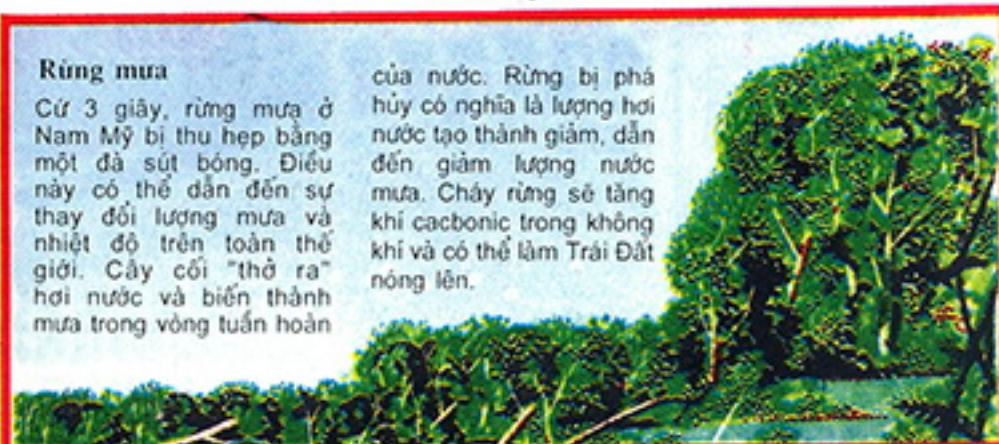 Rừng mưa
Cứ 3 giây, rừng mưa ở
Nam Mỹ bị thu hẹp bằng
một đà sút bóng. Điều
này có thể dẫn đến sự
thay đổi lượng mưa và
nhiệt độ trên toàn thế
giới. Cây cối "thở ra"
hơi nước và biến thành
mưa trong vòng tuần hoàn
của nước. Rừng bị phá
hủy có nghĩa là lượng hơi
nước tạo thành giảm, dẫn
đến giảm lượng nước
mưa. Cháy rừng sẽ tăng
khí cacbonic trong không
khí và có thể làm Trái Đất
nóng lên.